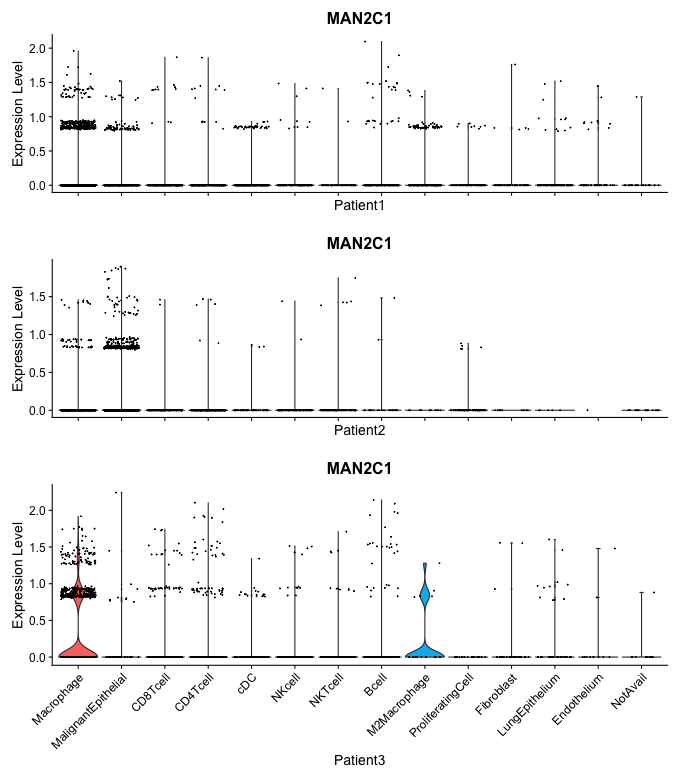 MAN2C1
Expression Level
2.0
1.5
1.0
0.5
0.0
Patient1
MAN2C1
Expression Level
1.5
1.0
0.5
0.0
Patient2
MAN2C1
Expression Level
2.0
1.5
1.0
0.5
0.0
Macrophage
MalignantEpithelial
CD8Tcell
CD4Tcell
cDC
NKcell
NKTcell
Bcell
M2Macrophage
ProliferatingCell
Fibroblast
LungEpithelium
Endothelium
NotAvail
Patient3